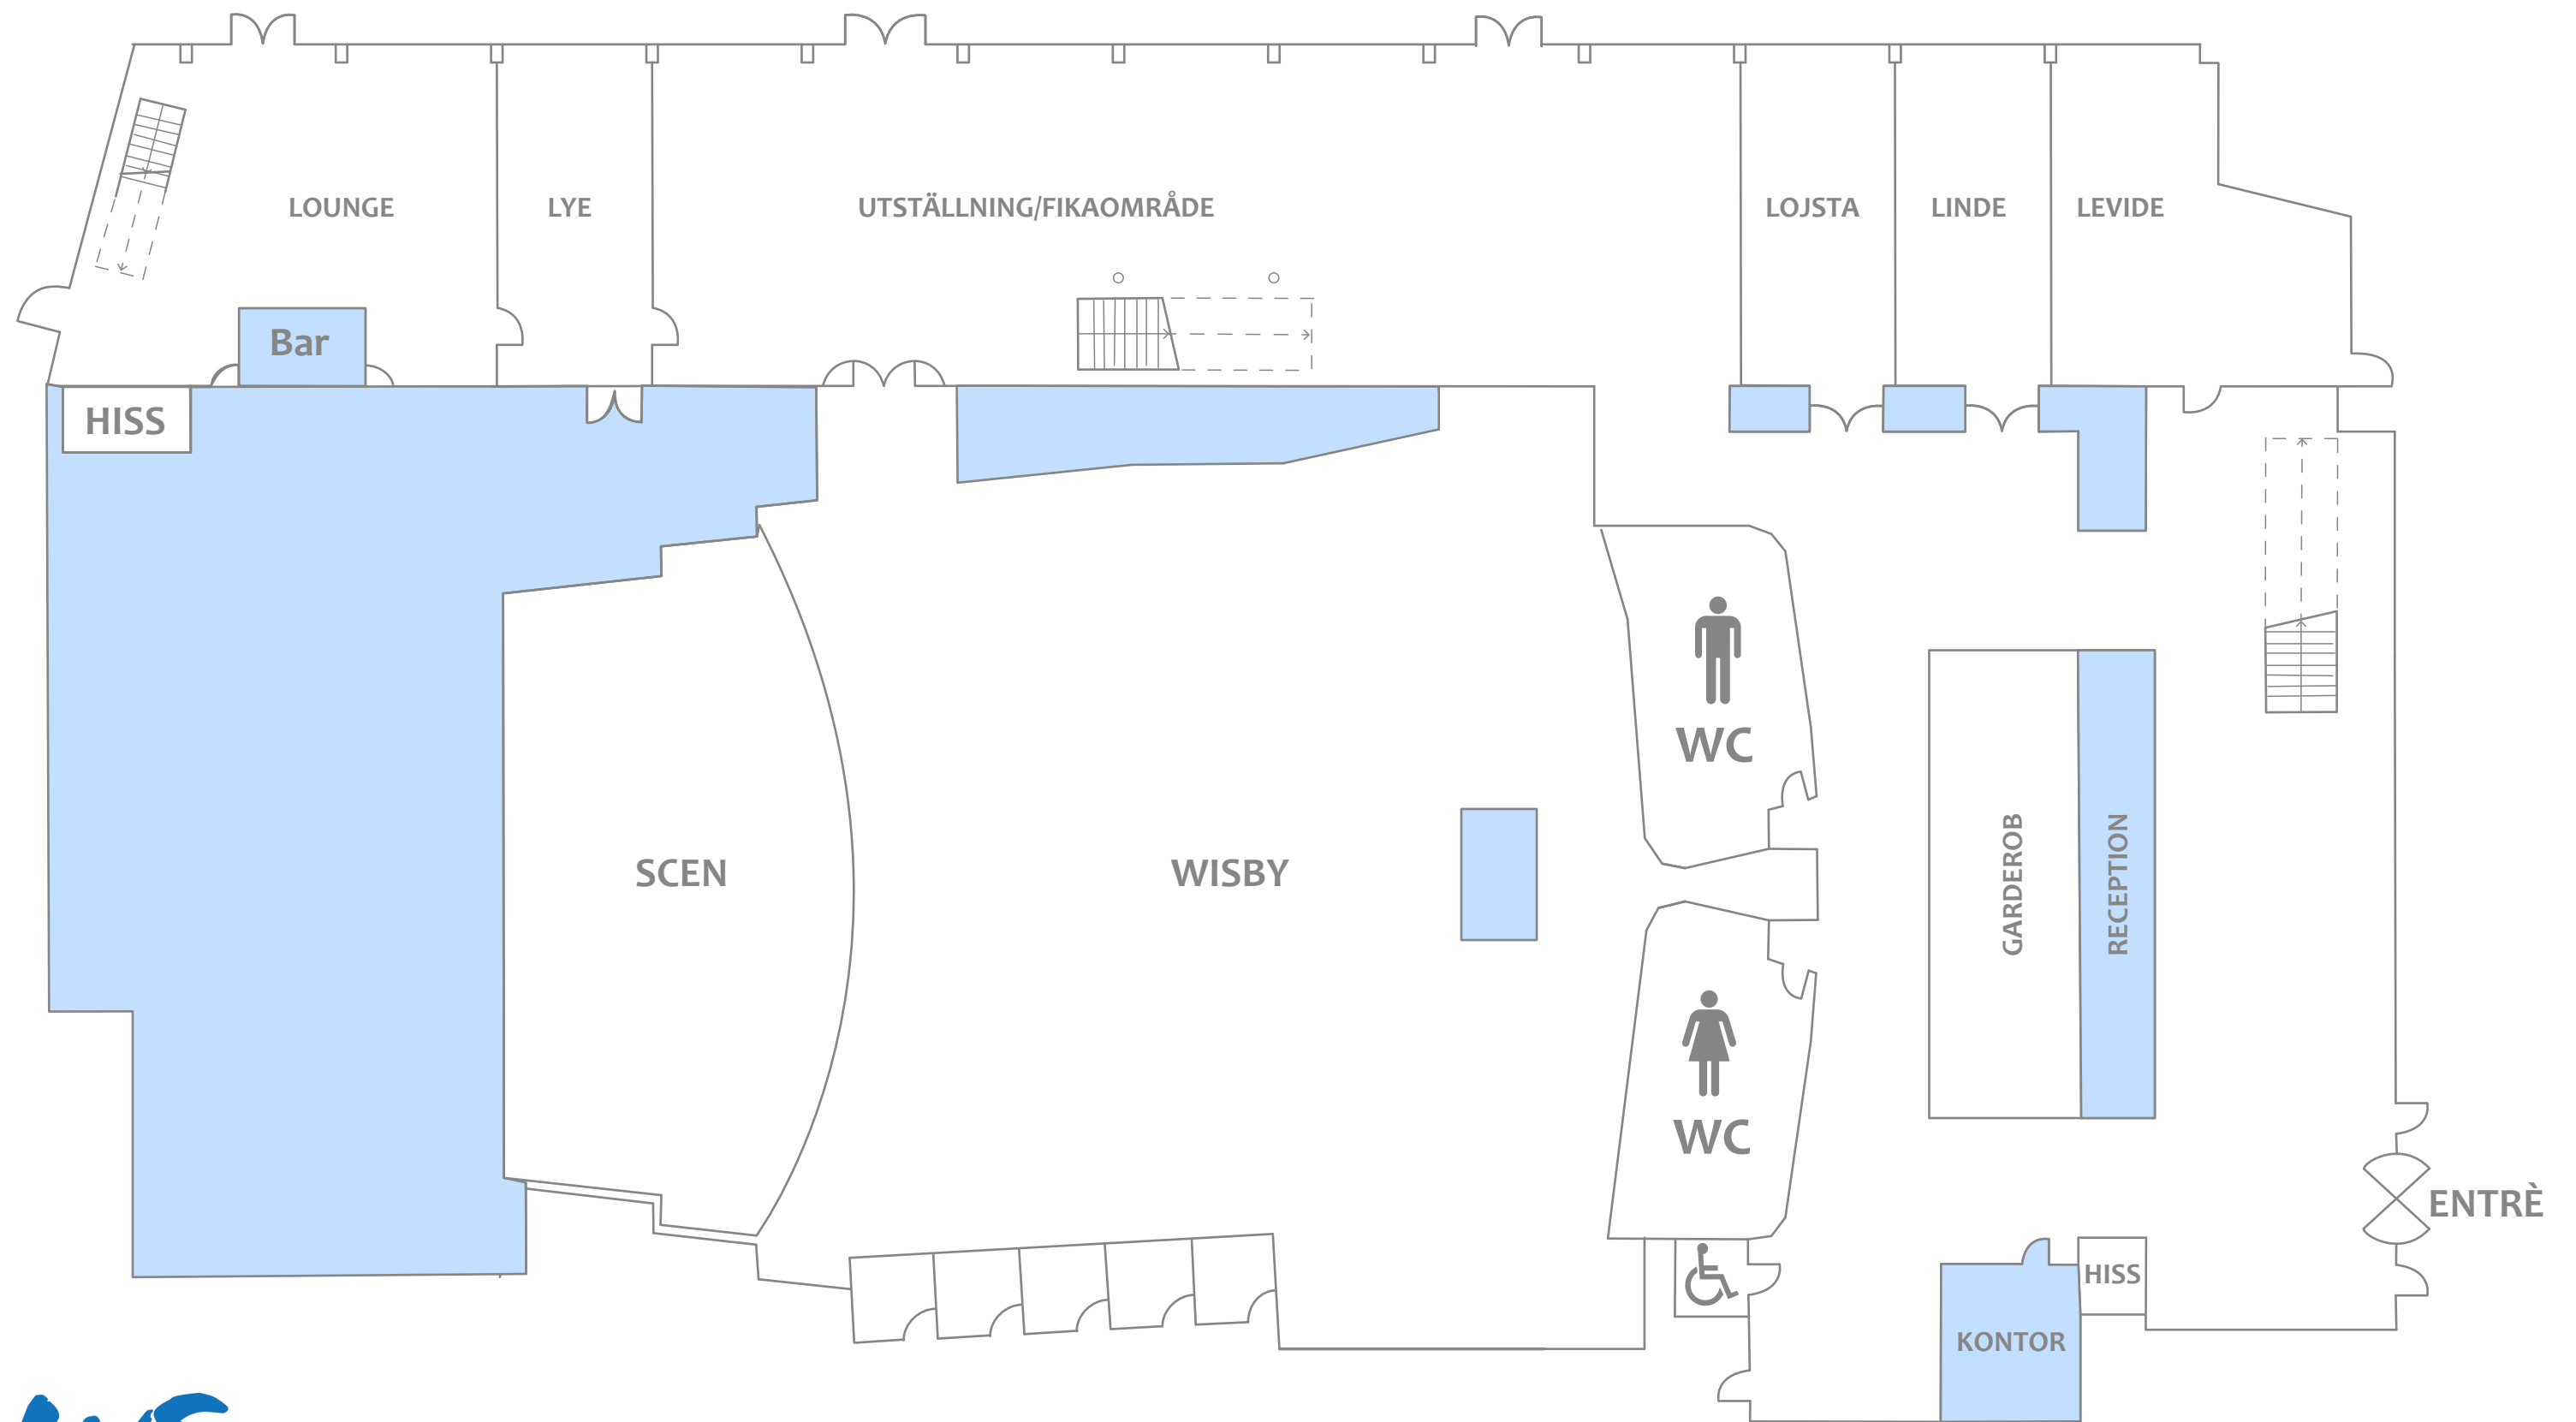 LOUNGE
LYE
UTSTÄLLNING/FIKAOMRÅDE
LOJSTA
LINDE
LEVIDE
Bar
HISS
WC
SCEN
WISBY
GARDEROB
RECEPTION
WC
ENTRÈ
HISS
KONTOR